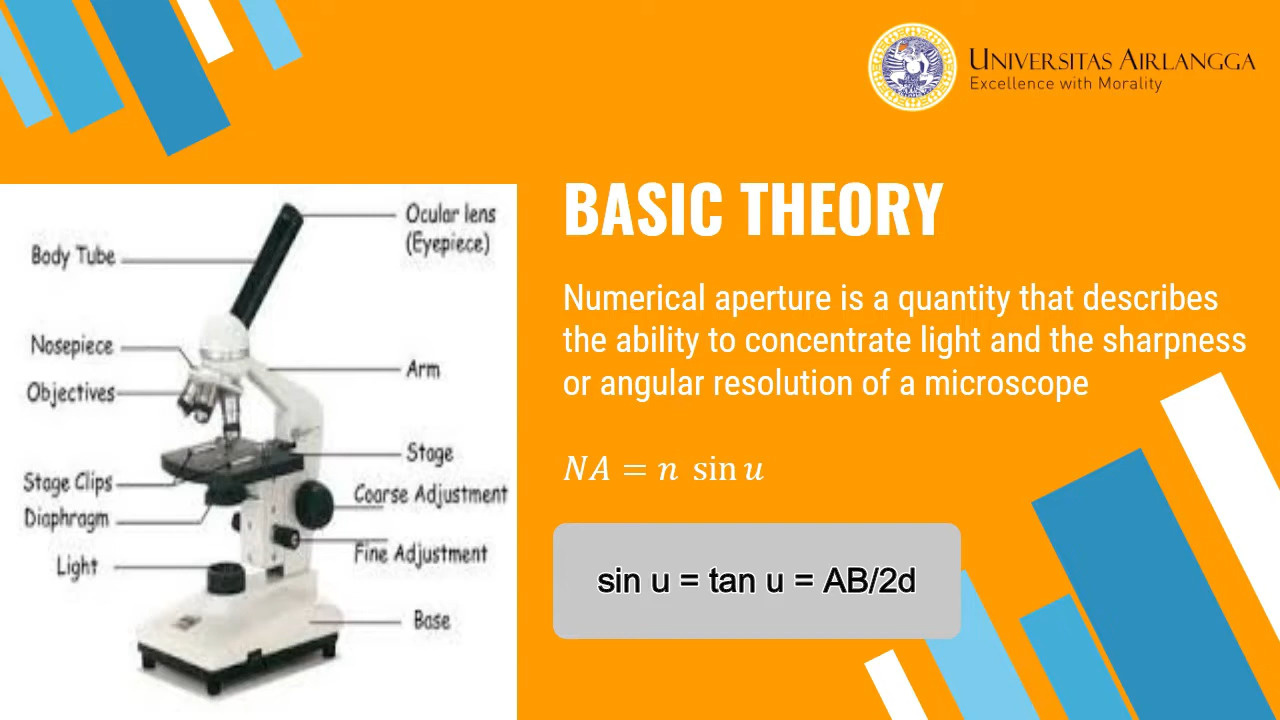 UNIVERSITAS AIRLANGGA
Excellence with Morality
BASIC THEORY
Numerical aperture is a quantity that describes
the ability to concentrate light and the sharpness
or angular resolution of a microscope
NA = n sin u
sin u = tan u = AB/2d
Ocular lens
(Eyepiece)
Body Tube
Nosepiece
Arm
Objectives
Stage
Stage Clips
Coarse Adjustment
Diaphragm
Fine Adjustment
Light
Base